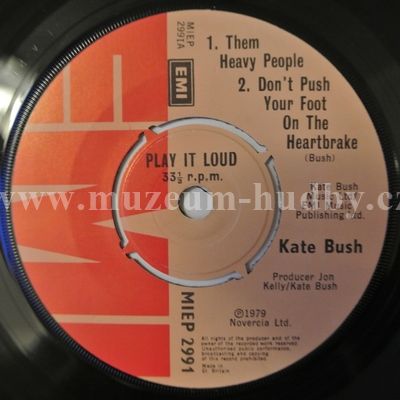 MIEP
2991A
EMI
1. Them
Heavy People
2. Don't Push
Your Foot
On The
Heartbrake
(Bush)
PLAY IT LOUD
33⅓ r.p.m.
www.muzeum-hudby.cz
Kate Bush
Music Ltd/
EMI Music
Publishing Ltd.
Kate Bush
Producer Jon
Kelly/Kate Bush
MIEP 2991
℗1979
Novercia Ltd.
All rights of the producer and of the
owner of the recorded work reserved
Unauthorised public performance,
broadcasting and copying
of this record prohibited
Made in
Gt. Britain